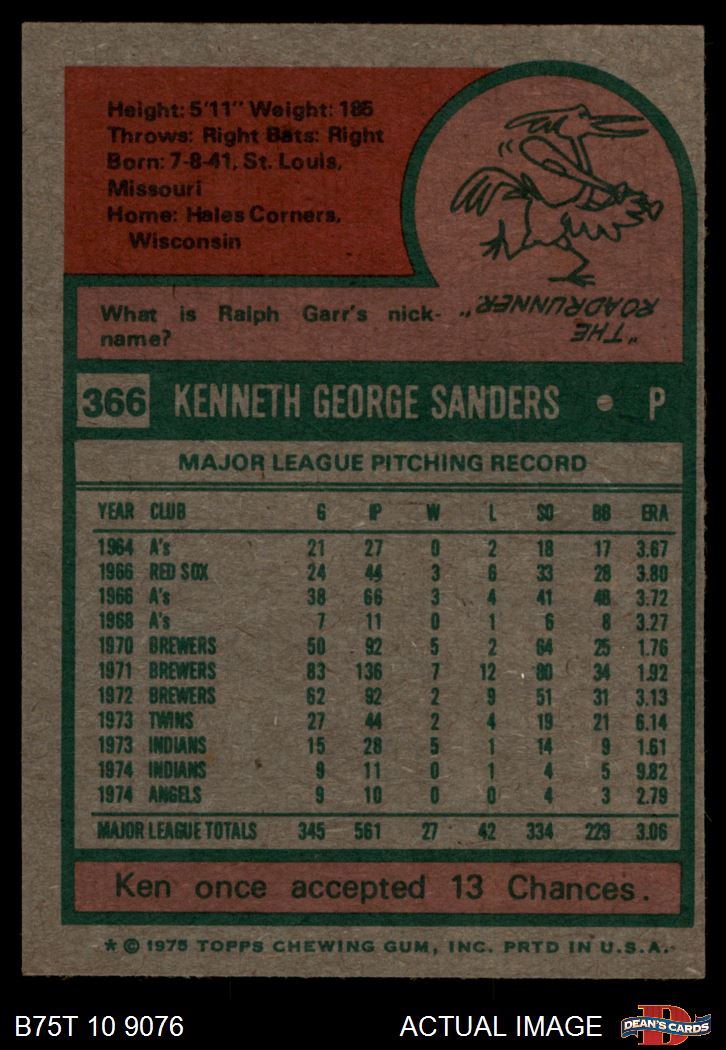 Height: 5'11" Weight: 185
Throws: Right Bats: Right
Born: 7-8-41, St. Louis,
Missouri
Home: Hales Corners,
Wisconsin
What is Ralph Garr's nick-
name?
"THE
ROADRUNNER."
366 KENNETH GEORGE SANDERS • P
MAJOR LEAGUE PITCHING RECORD
YEAR CLUB G IP W L SO BB ERA
1964 A's 21 27 0 2 18 17 3.67
1966 RED SOX 24 44 3 6 33 28 3.80
1966 A's 38 66 3 4 41 48 3.72
1968 A's 7 11 0 1 6 8 3.27
1970 BREWERS 50 92 5 2 64 25 1.76
1971 BREWERS 83 136 7 12 80 34 1.92
1972 BREWERS 62 92 2 9 51 31 3.13
1973 TWINS 27 44 2 4 19 21 6.14
1973 INDIANS 15 28 5 1 14 9 1.61
1974 INDIANS 9 11 0 1 4 5 9.82
1974 ANGELS 9 10 0 0 4 3 2.79
MAJOR LEAGUE TOTALS 345 561 27 42 334 229 3.06
Ken once accepted 13 Chances.
* © 1975 TOPPS CHEWING GUM, INC. PRTD IN U.S.A.
B75T 10 9076 ACTUAL IMAGE
D
DEAN'S CARDS